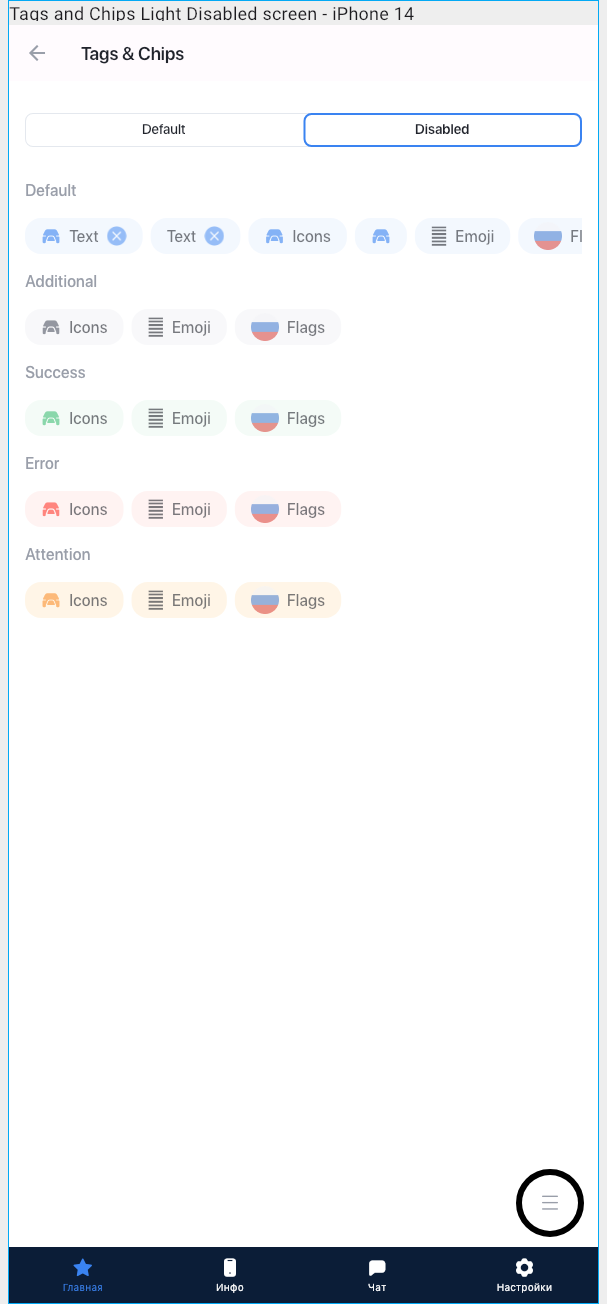 Tags and Chips Light Disabled screen - iPhone 14
Tags & Chips
Default Disabled
Default
Text Text Icons Emoji Fl
Additional
Icons Emoji Flags
Success
Icons Emoji Flags
Error
Icons Emoji Flags
Attention
Icons Emoji Flags
Главная Инфо Чат Настройки